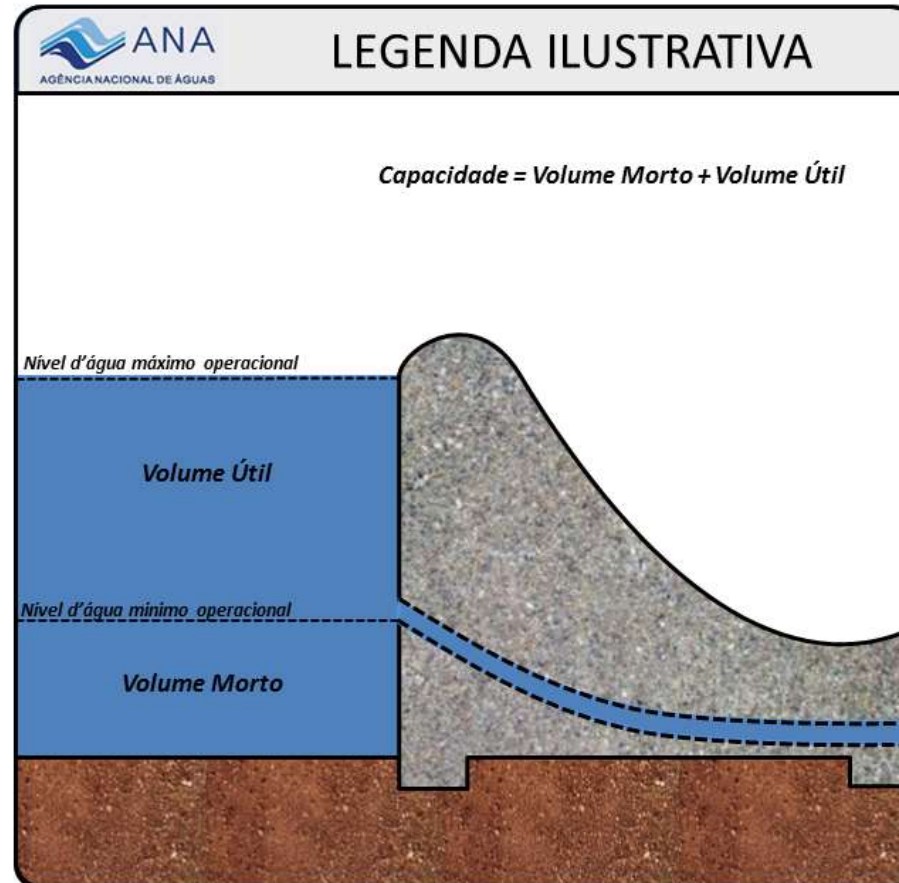 ANA
AGÊNCIA NACIONAL DE ÁGUAS
LEGENDA ILUSTRATIVA
Capacidade = Volume Morto + Volume Útil
Nível d'água máximo operacional
Volume Útil
Nível d'água mínimo operacional
Volume Morto